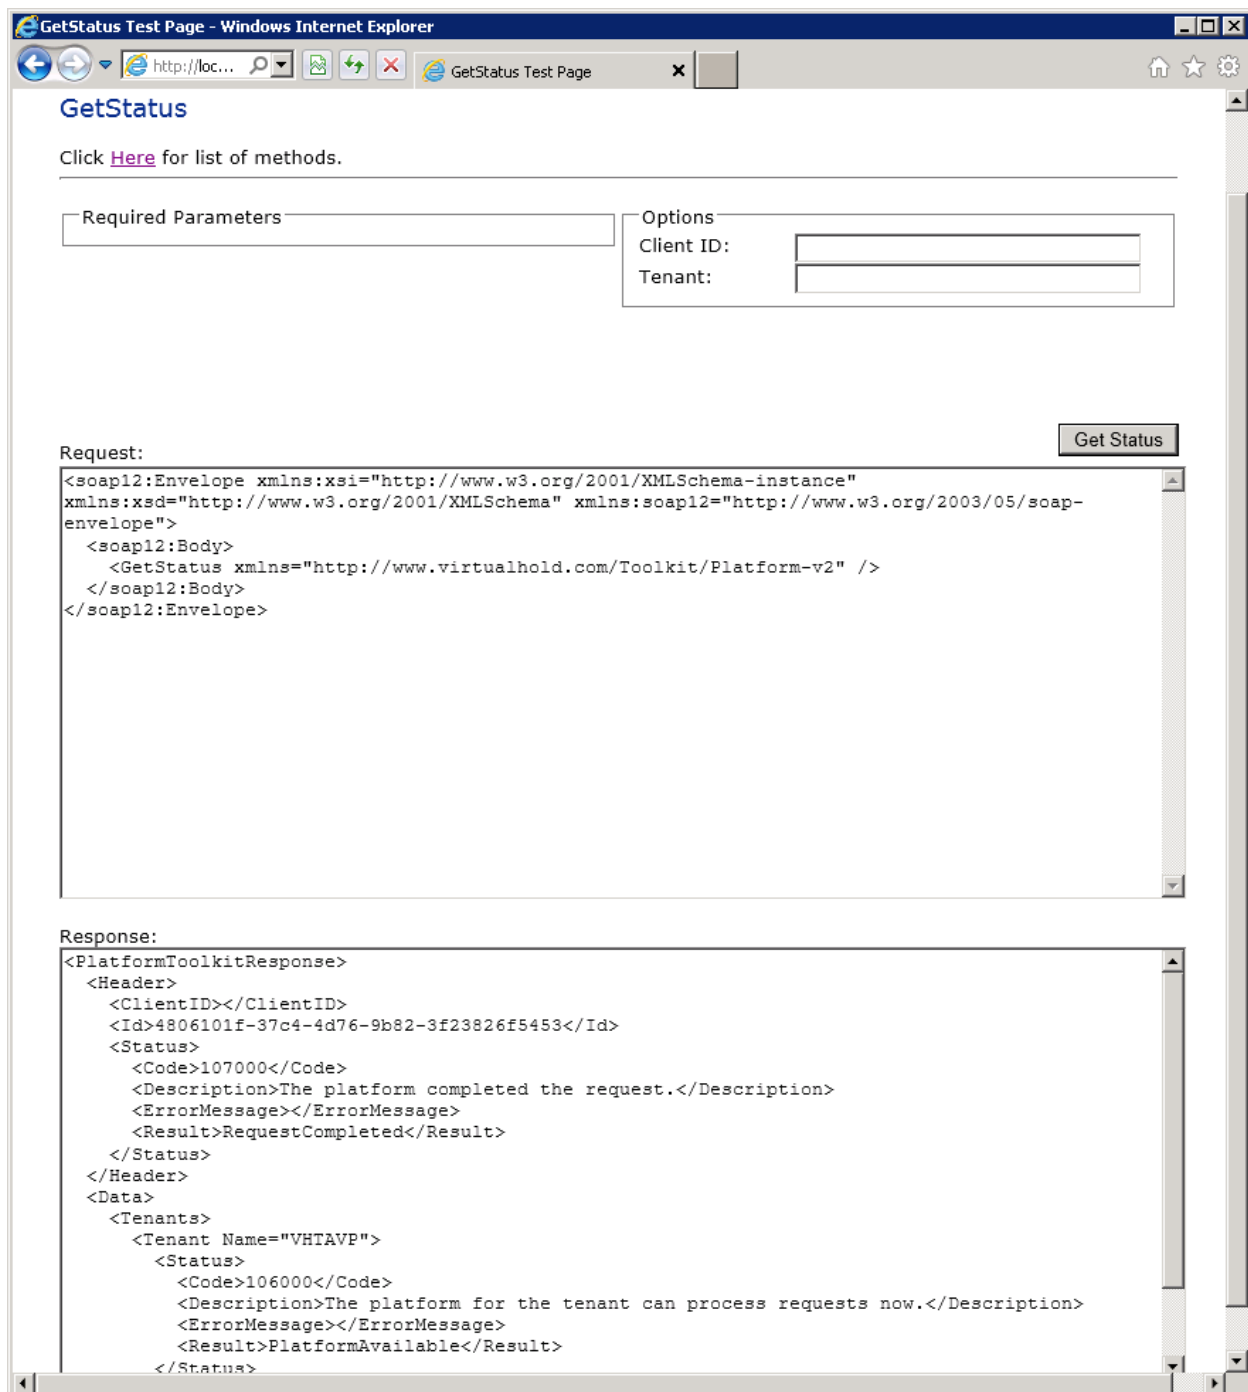 GetStatus Test Page - Windows Internet Explorer
http://loc...
GetStatus Test Page
GetStatus
Click Here for list of methods.
Required Parameters
Options
Client ID:
Tenant:
Get Status
Request:
<soap12:Envelope xmlns:xsi="http://www.w3.org/2001/XMLSchema-instance"
xmlns:xsd="http://www.w3.org/2001/XMLSchema" xmlns:soap12="http://www.w3.org/2003/05/soap-
envelope">
  <soap12:Body>
    <GetStatus xmlns="http://www.virtualhold.com/Toolkit/Platform-v2" />
  </soap12:Body>
</soap12:Envelope>
Response:
<PlatformToolkitResponse>
  <Header>
    <ClientID></ClientID>
    <Id>4806101f-37c4-4d76-9b82-3f23826f5453</Id>
    <Status>
      <Code>107000</Code>
      <Description>The platform completed the request.</Description>
      <ErrorMessage></ErrorMessage>
      <Result>RequestCompleted</Result>
    </Status>
  </Header>
  <Data>
    <Tenants>
      <Tenant Name="VHTAVP">
        <Status>
          <Code>106000</Code>
          <Description>The platform for the tenant can process requests now.</Description>
          <ErrorMessage></ErrorMessage>
          <Result>PlatformAvailable</Result>
        </Status>